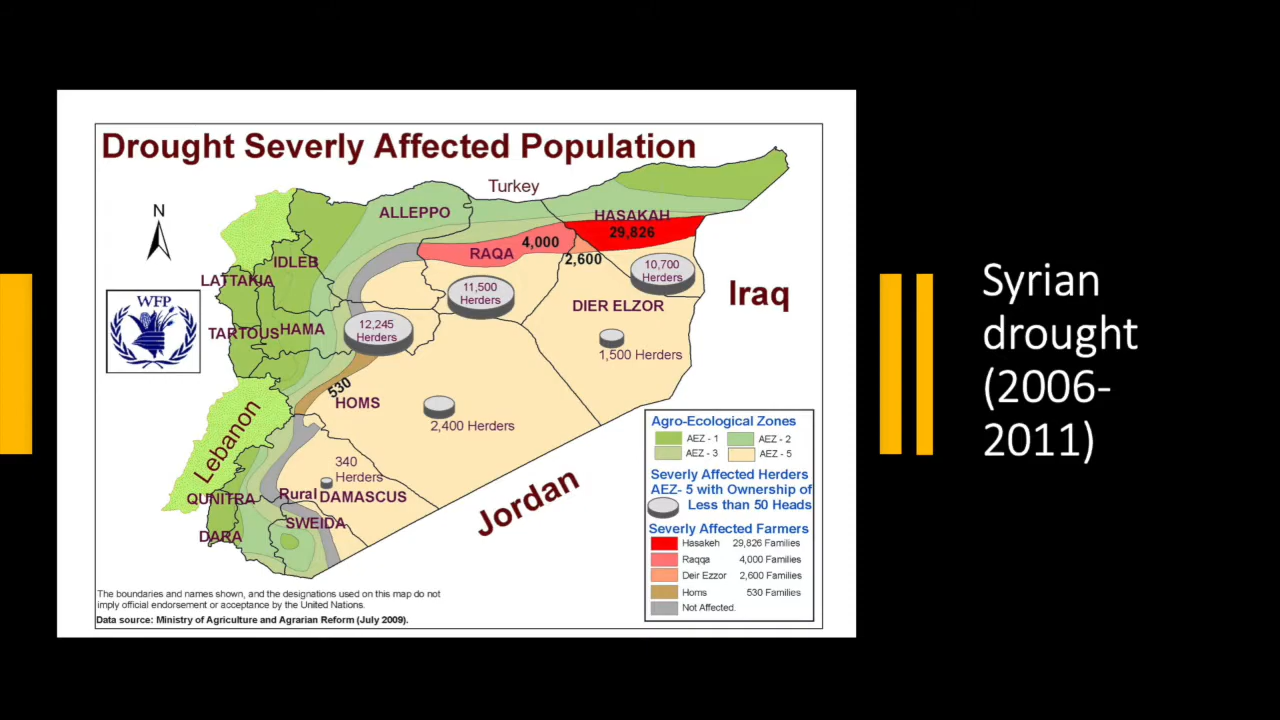 Drought Severly Affected Population
Turkey
N
ALLEPPO
HASAKAH
29,826
4,000
RAQA
2,600
IDLEB
LATTAKIA
10,700
Herders
11,500
Herders
Iraq
DIER ELZOR
WFP
TARTOUS
HAMA
12,245
Herders
1,500 Herders
530
HOMS
2,400 Herders
Lebanon
340
Herders
QUNITRA
Rural DAMASCUS
SWEIDA
DARA
Jordan
Agro-Ecological Zones
AEZ - 1
AEZ - 2
AEZ - 3
AEZ - 5
Severly Affected Herders
AEZ- 5 with Ownership of
Less than 50 Heads
Severly Affected Farmers
Hasakeh 29,826 Families
Raqqa 4,000 Families
Deir Ezzor 2,600 Families
Homs 530 Families
Not Affected.
The boundaries and names shown, and the designations used on this map do not
imply official endorsement or acceptance by the United Nations.
Data source: Ministry of Agriculture and Agrarian Reform (July 2009).
Syrian
drought
(2006-
2011)